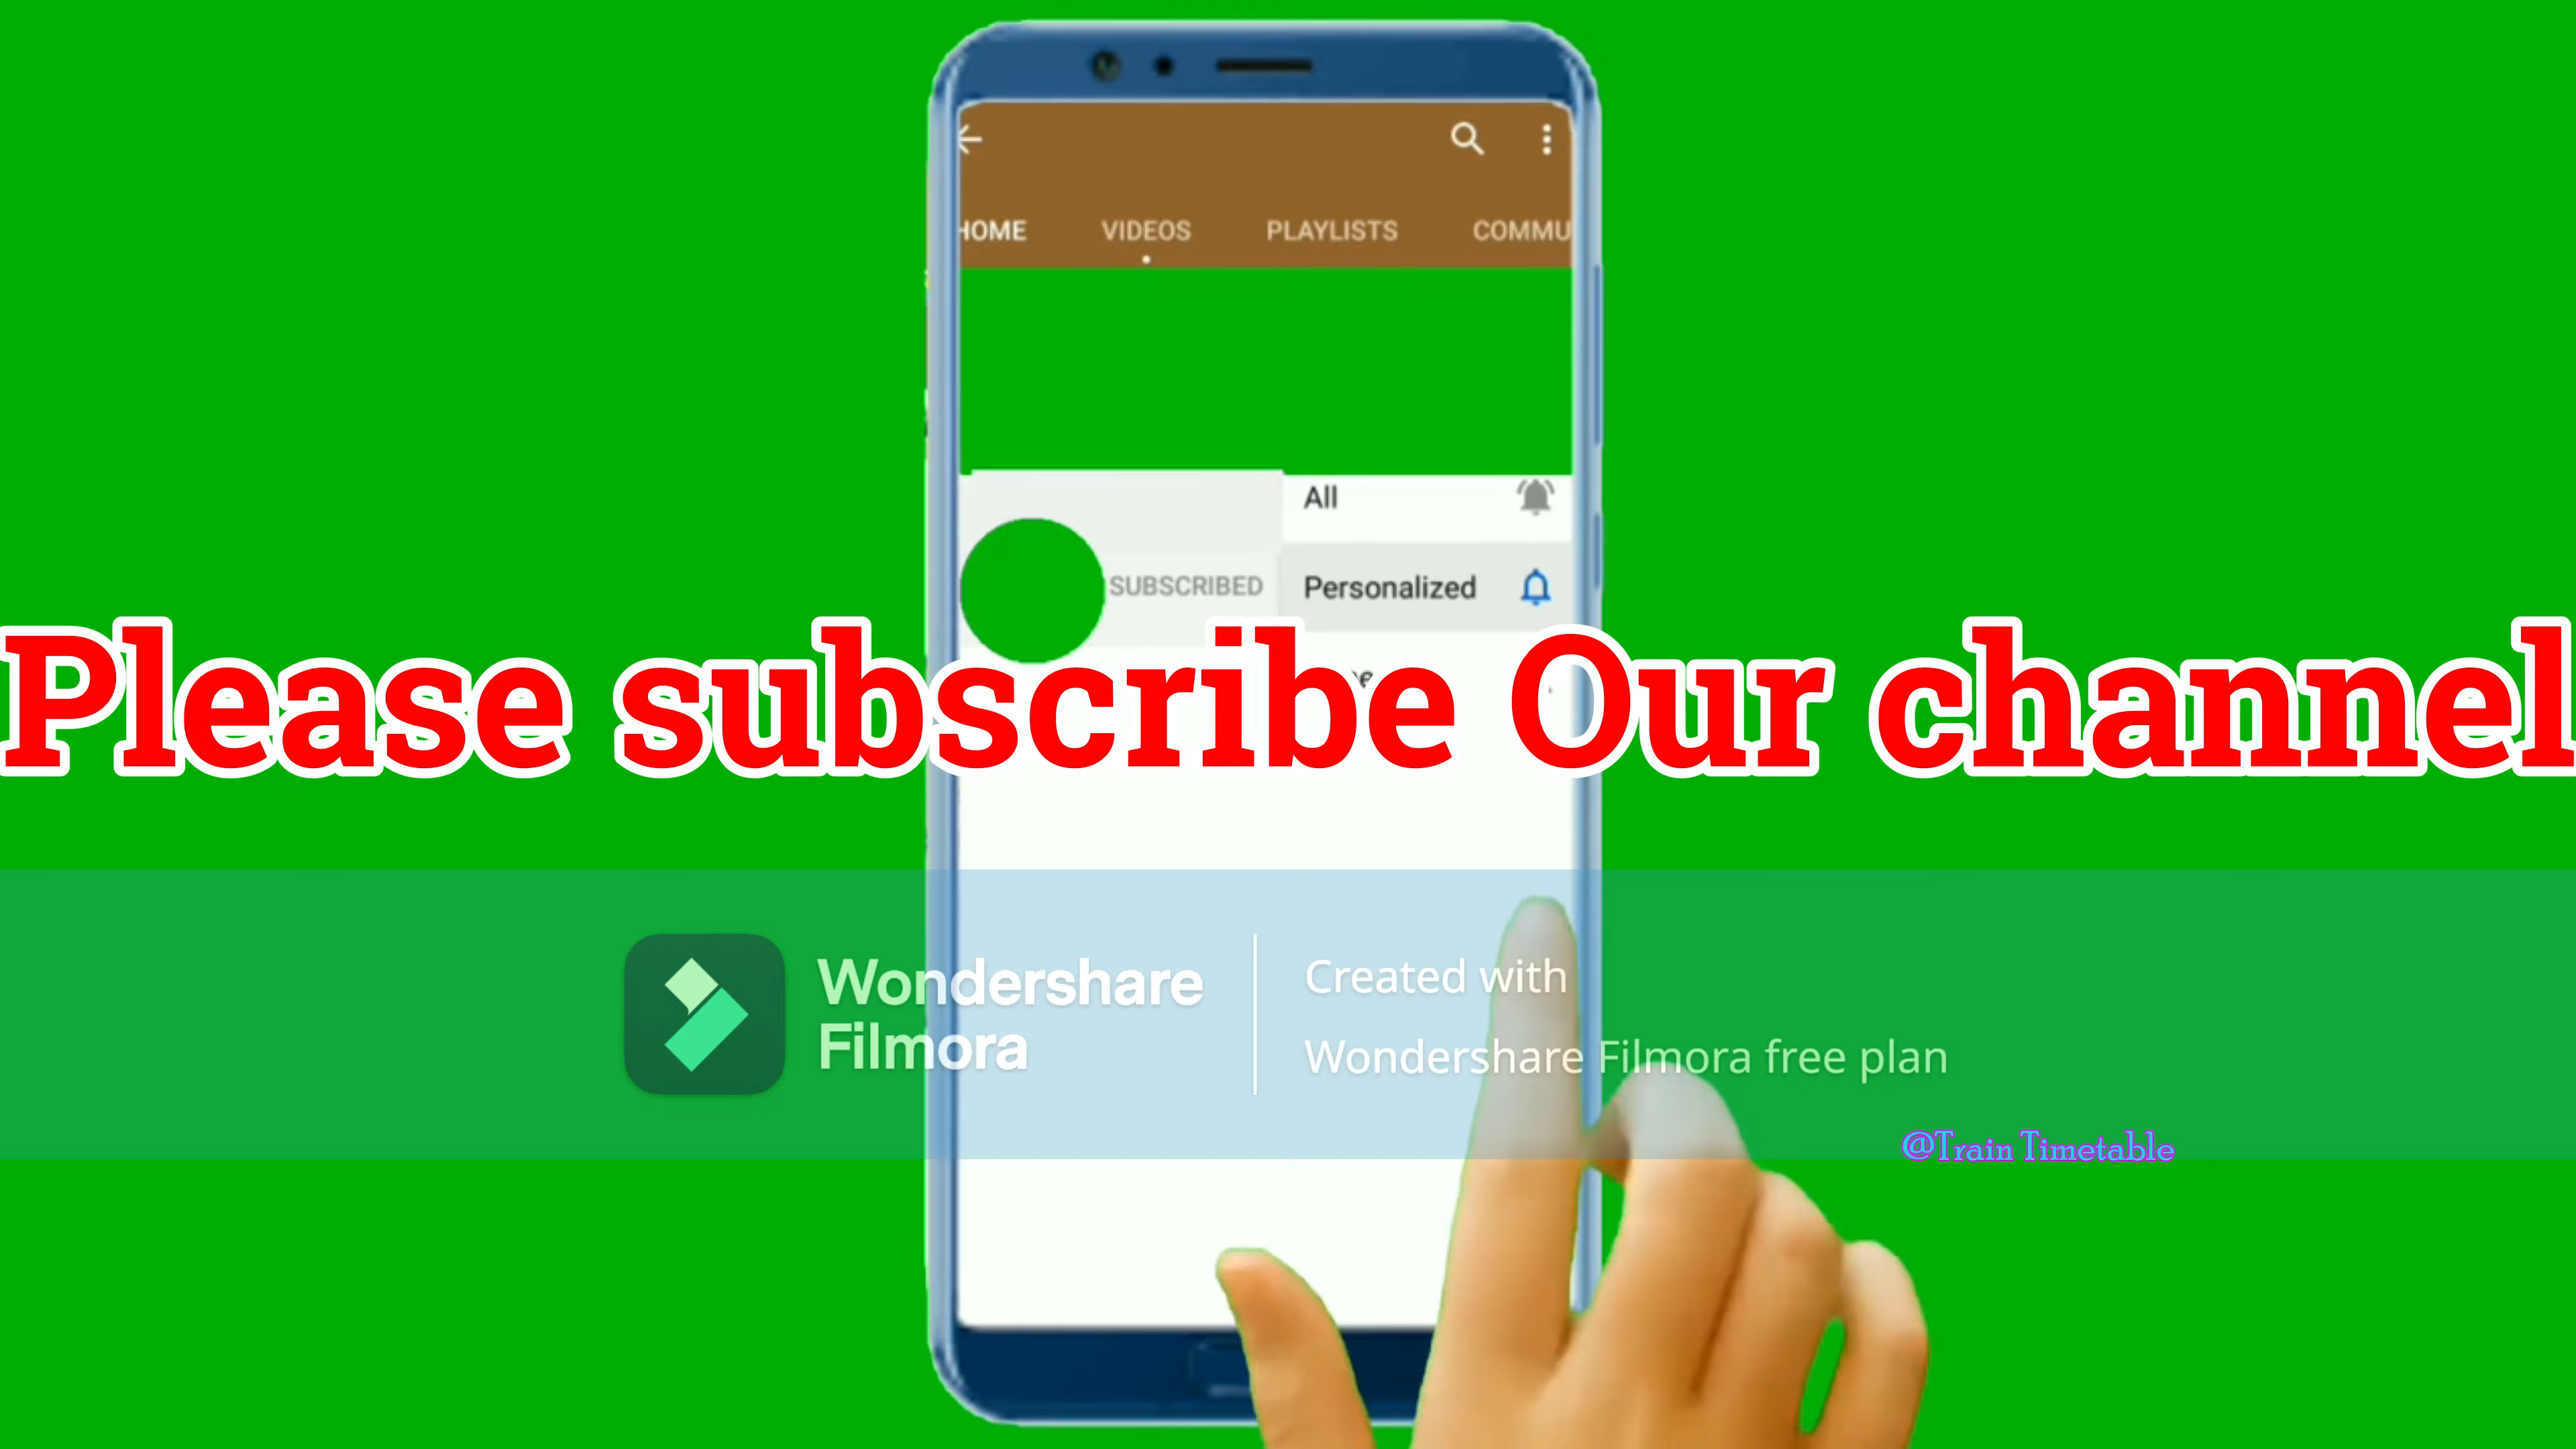 HOME VIDEOS PLAYLISTS COMMU
All
SUBSCRIBED Personalized
Please subscribe Our channel
Wondershare
Filmora
Created with
Wondershare Filmora free plan
@Train Timetable